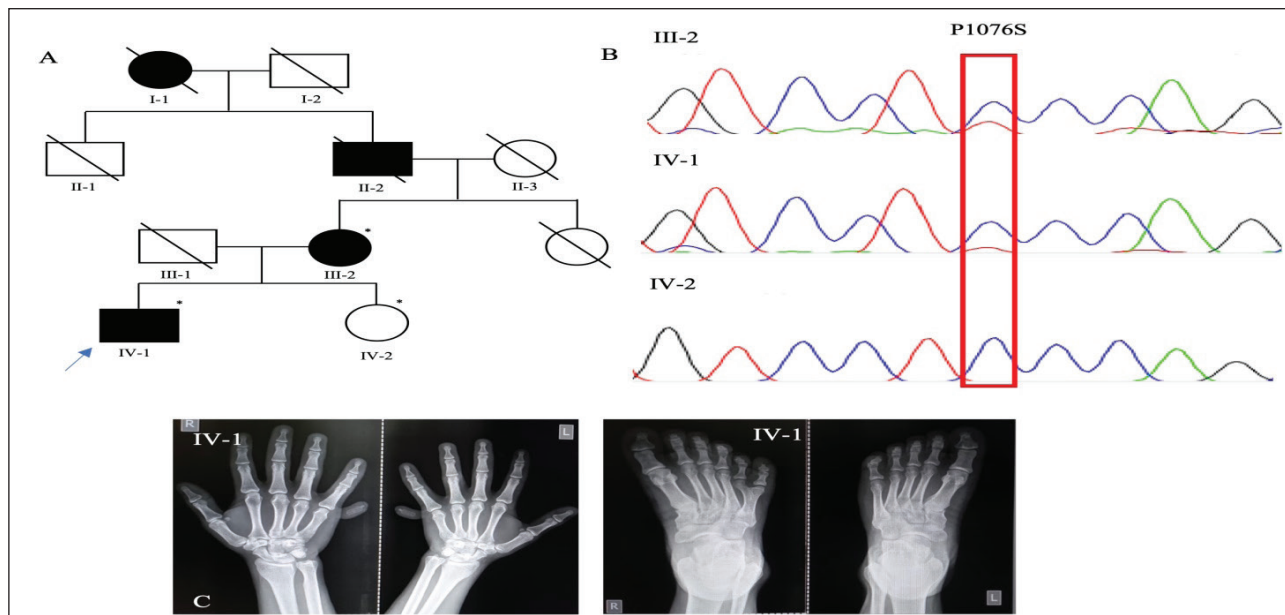 A
I-1
I-2
II-1
II-2
II-3
*
III-1
III-2
*
*
IV-1
IV-2
B
P1076S
III-2
IV-1
IV-2
R
IV-1
L
C
IV-1
R
L